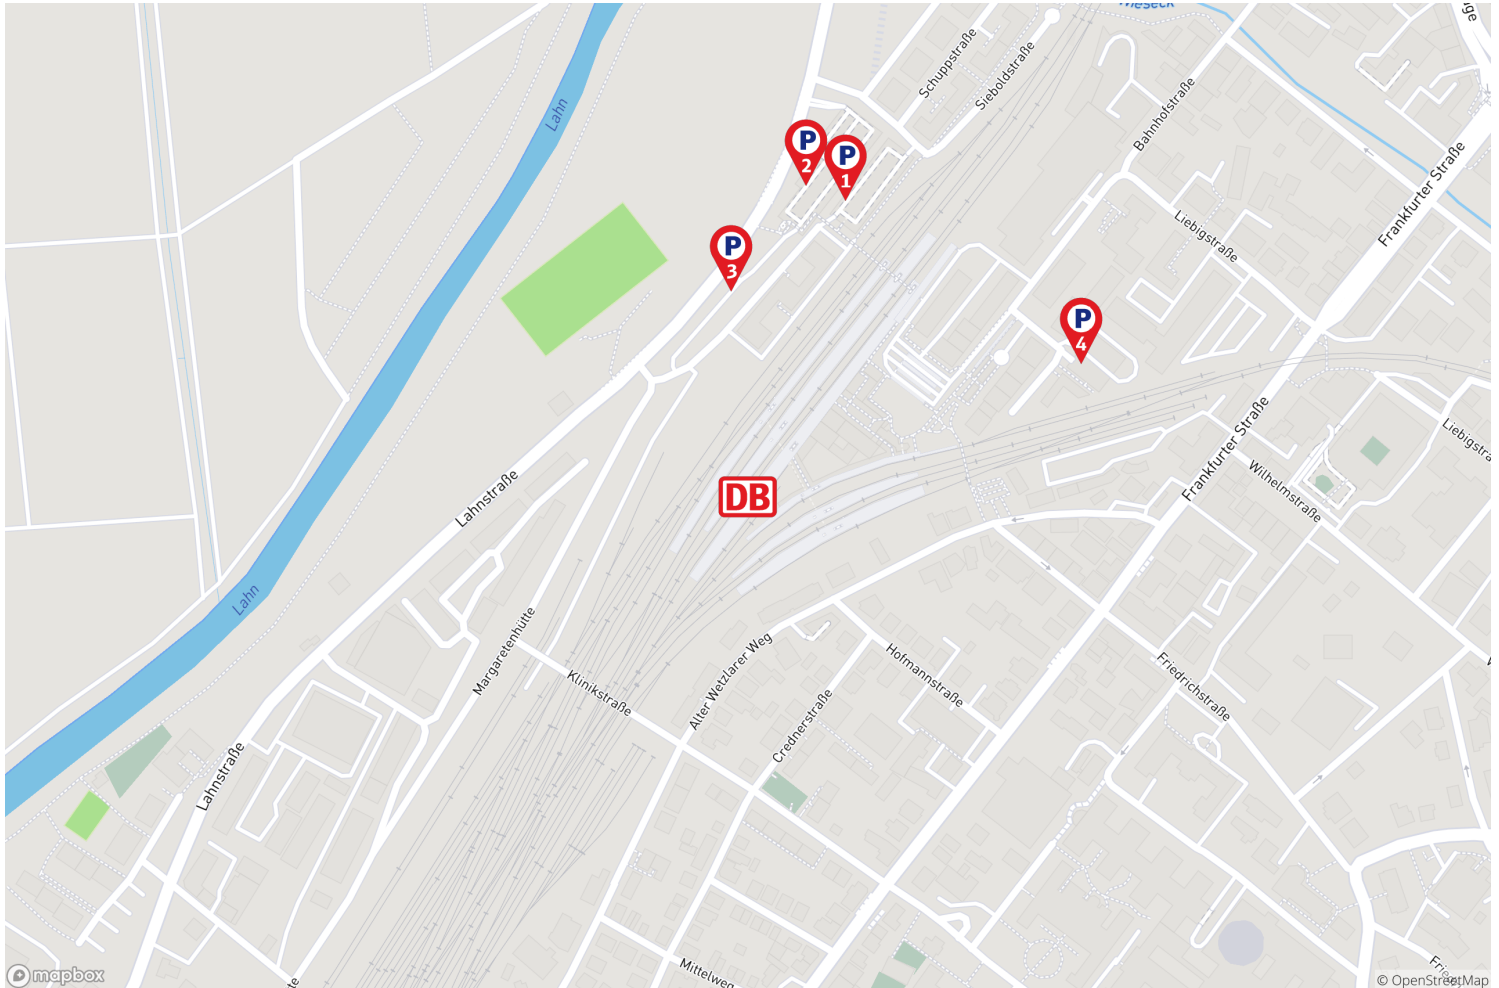 Wieseck
Schuppstraße
Sieboldstraße
Bahnhofstraße
Lahn
P
2
P
1
Frankfurter Straße
Liebigstraße
P
3
P
4
Frankfurter Straße
Lahnstraße
DB
Wilhelmstraße
Lahn
Margaretenhütte
Klinikstraße
Alter Wetzlarer Weg
Hofmannstraße
Friedrichstraße
Crednerstraße
Lahnstraße
Mittelweg
mapbox
© OpenStreetMap